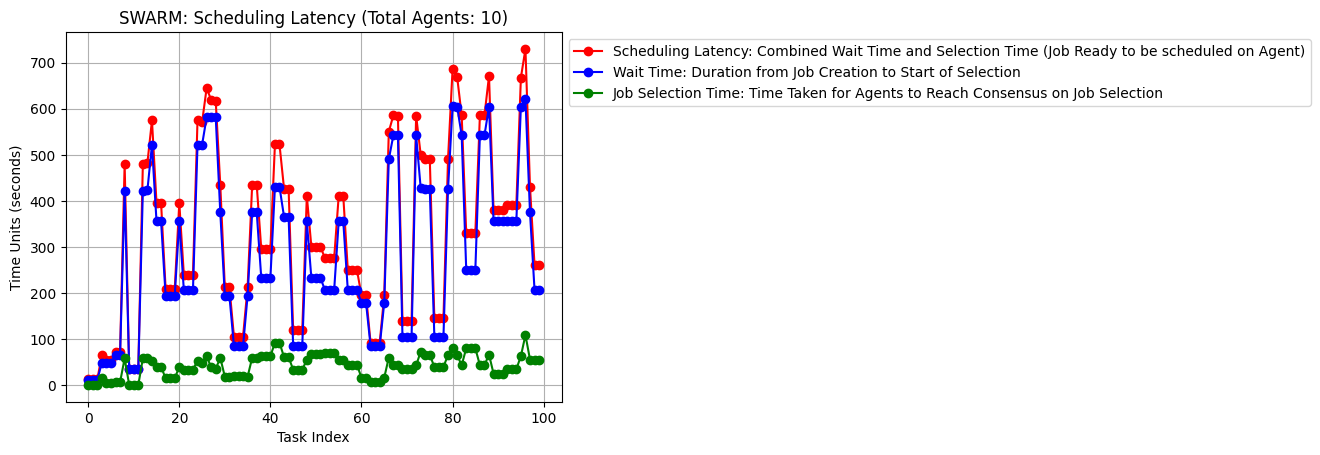 SWARM: Scheduling Latency (Total Agents: 10)
Scheduling Latency: Combined Wait Time and Selection Time (Job Ready to be scheduled on Agent)
Wait Time: Duration from Job Creation to Start of Selection
Job Selection Time: Time Taken for Agents to Reach Consensus on Job Selection
Time Units (seconds)
700
600
500
400
300
200
100
0
0 20 40 60 80 100
Task Index